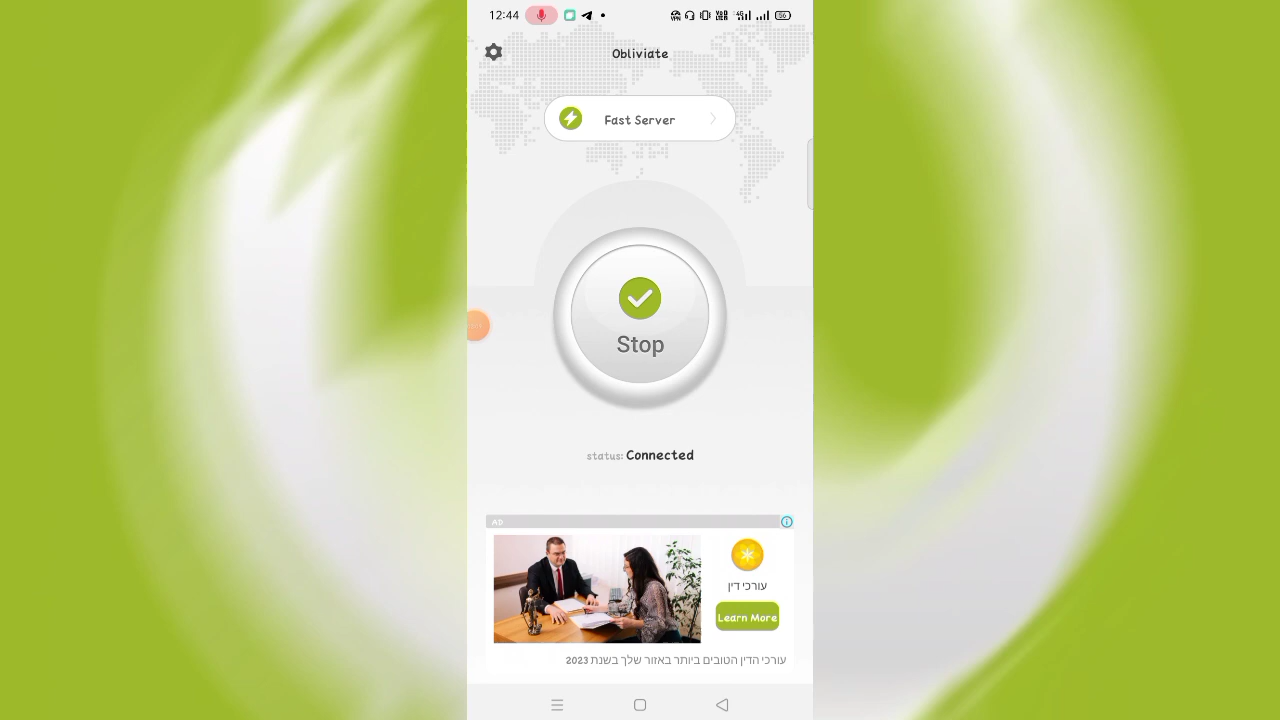 12:44
Obliviate
Fast Server
Stop
status: Connected
AD
עורכי דין
Learn More
עורכי הדין הטובים ביותר באזור שלך בשנת 2023